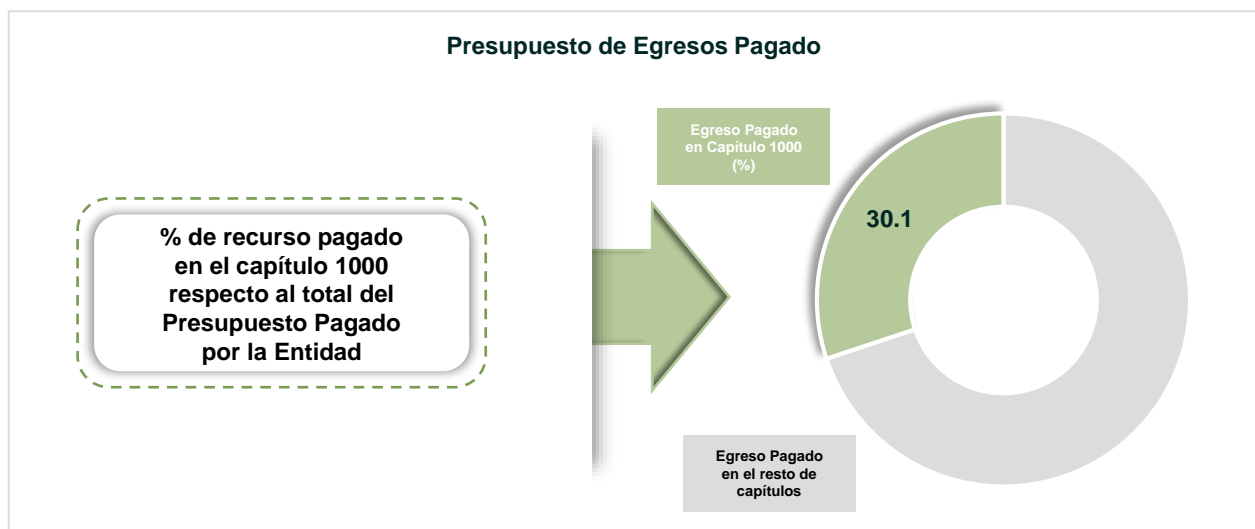 Presupuesto de Egresos Pagado
Egreso Pagado
en Capítulo 1000
(%)
% de recurso pagado
en el capítulo 1000
respecto al total del
Presupuesto Pagado
por la Entidad
30.1
Egreso Pagado
en el resto de
capítulos